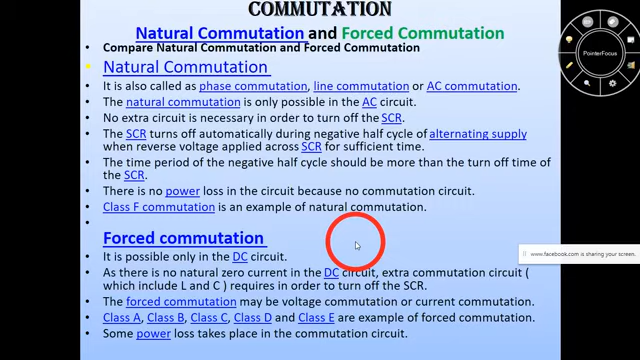 COMMUTATION
Natural Commutation and Forced Commutation
• Compare Natural Commutation and Forced Commutation
• Natural Commutation
• It is also called as phase commutation, line commutation or AC commutation.
• The natural commutation is only possible in the AC circuit.
• No extra circuit is necessary in order to turn off the SCR.
• The SCR turns off automatically during negative half cycle of alternating supply
when reverse voltage applied across SCR for sufficient time.
• The time period of the negative half cycle should be more than the turn off time of
the SCR.
• There is no power loss in the circuit because no commutation circuit.
• Class F commutation is an example of natural commutation.
•
Forced commutation
• It is possible only in the DC circuit.
• As there is no natural zero current in the DC circuit, extra commutation circuit (
which include L and C ) requires in order to turn off the SCR.
• The forced commutation may be voltage commutation or current commutation.
• Class A, Class B, Class C, Class D and Class E are example of forced commutation.
• Some power loss takes place in the commutation circuit.
PointerFocus
www.facebook.com is sharing your screen.